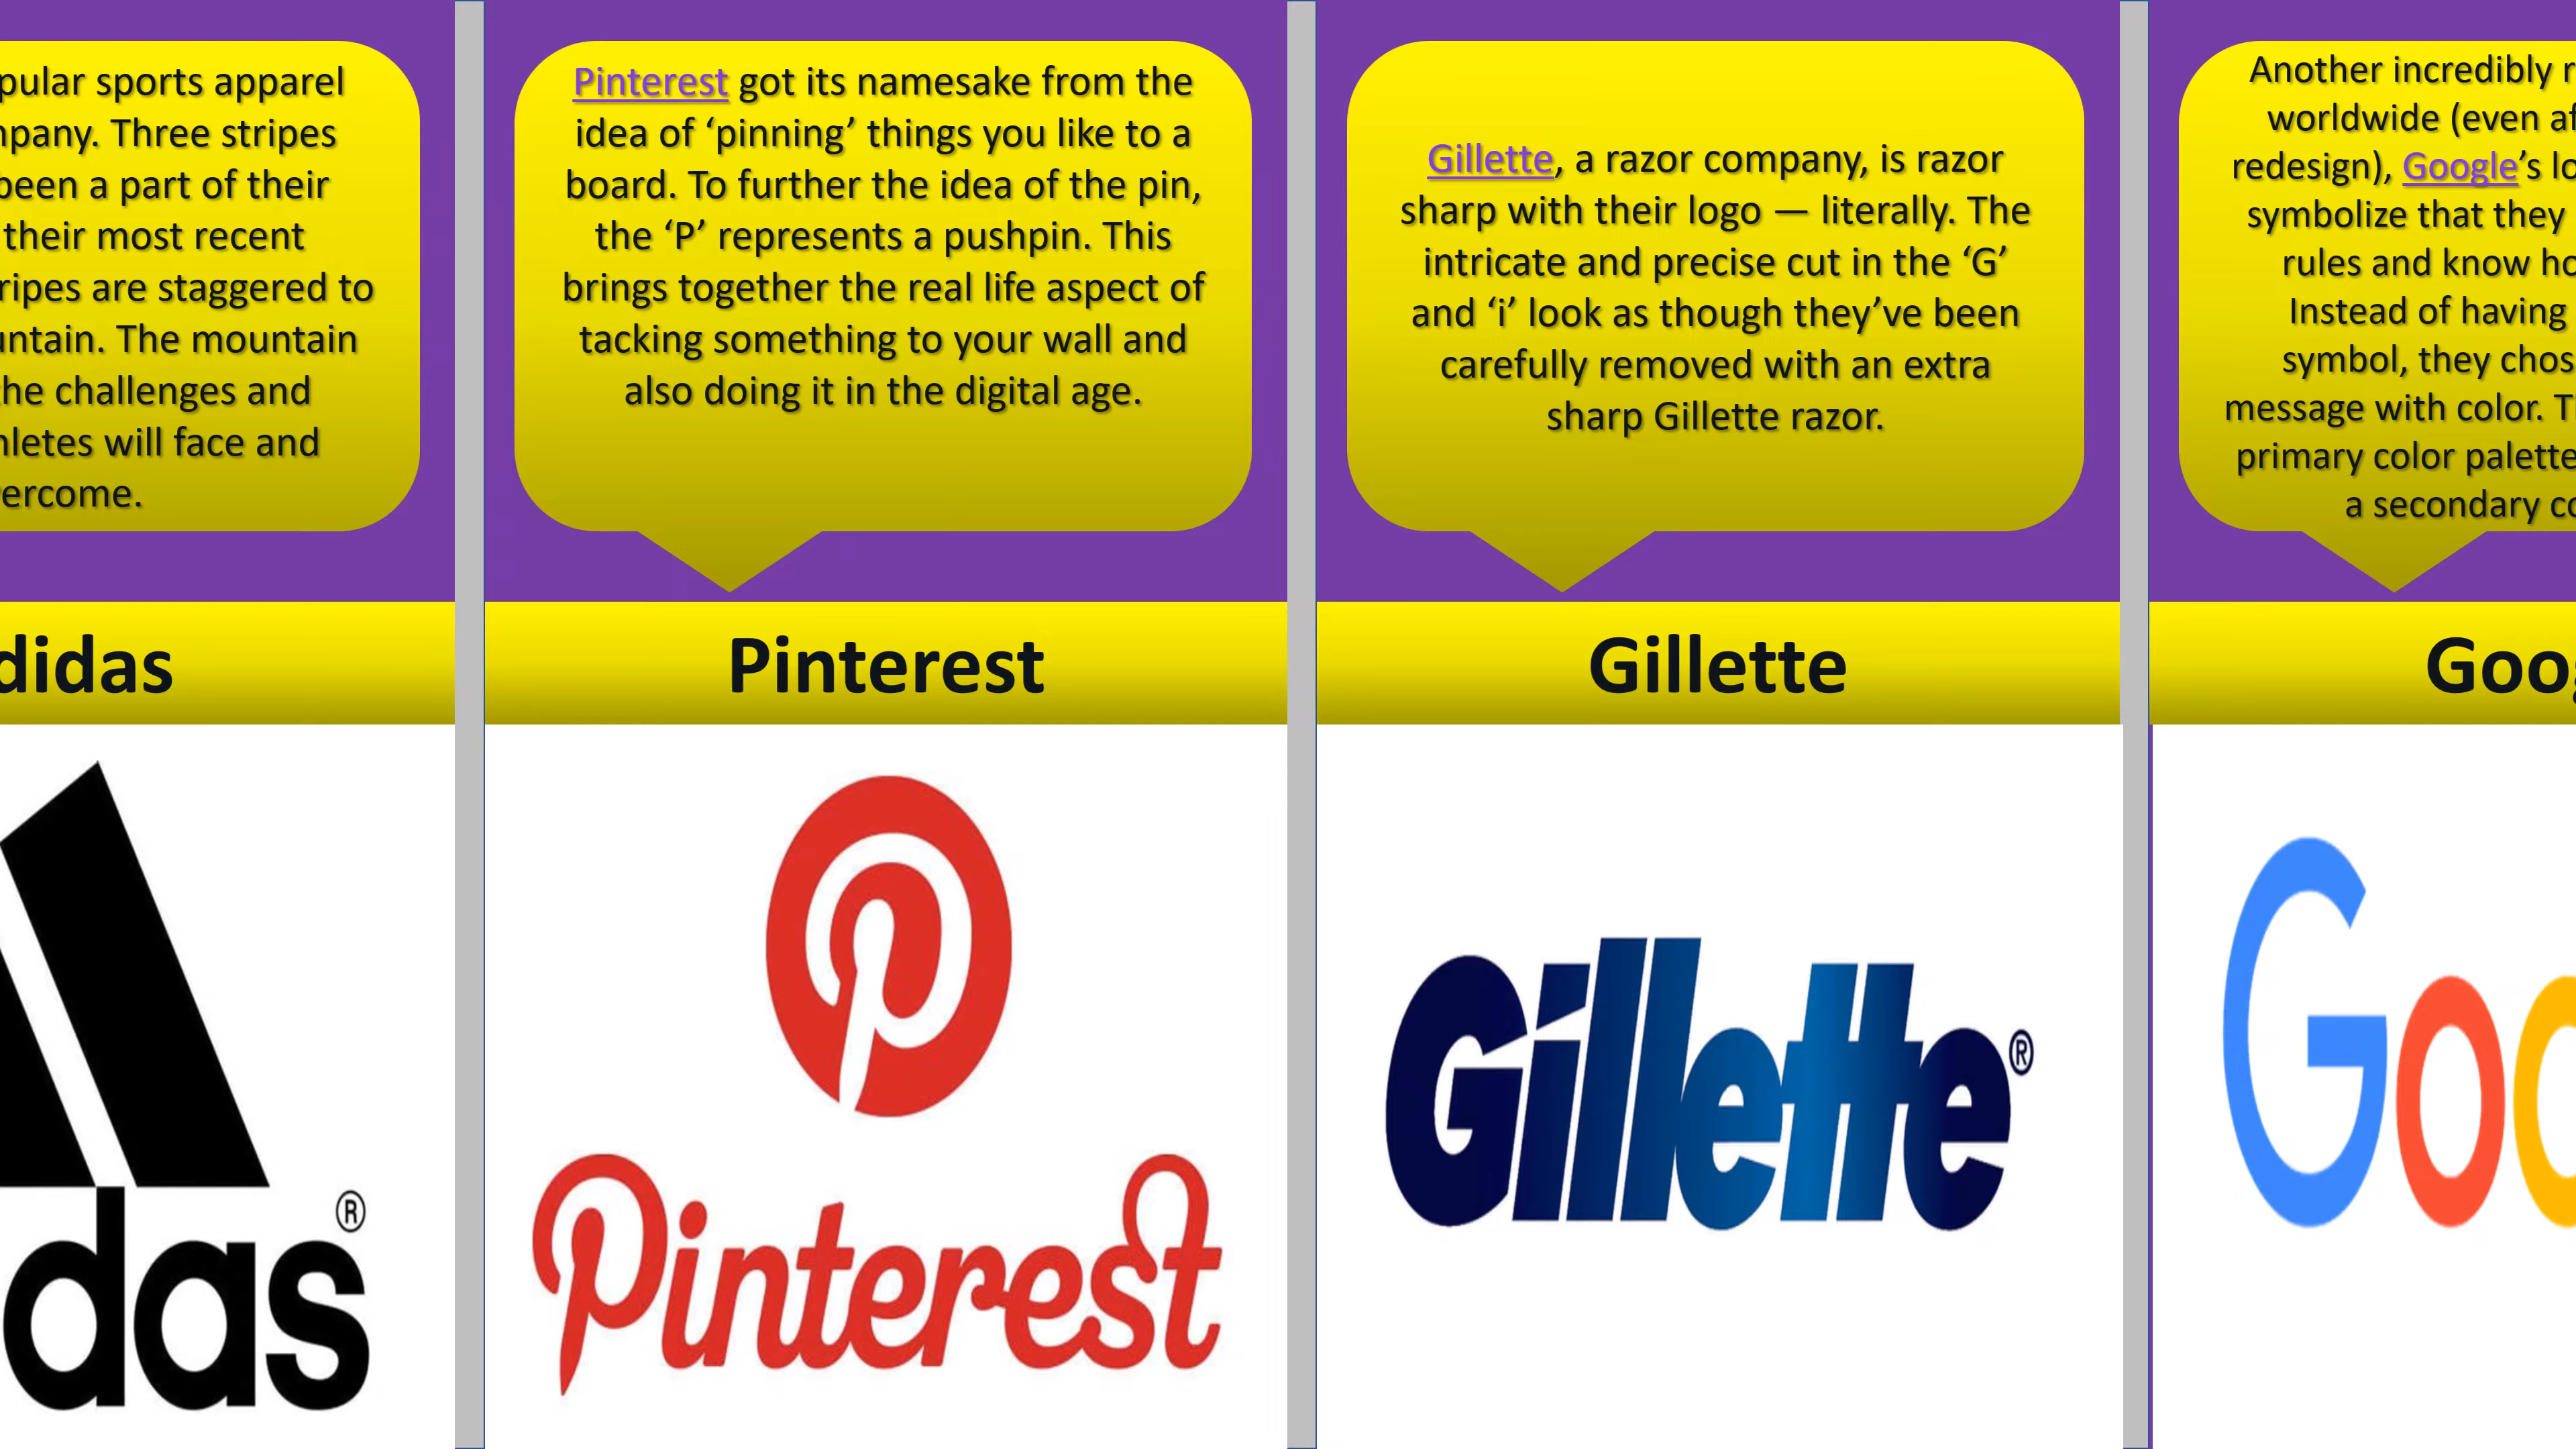 pular sports apparel
mpany. Three stripes
been a part of their
their most recent
ripes are staggered to
untain. The mountain
the challenges and
hletes will face and
ercome.
didas
das®
Pinterest got its namesake from the
idea of ‘pinning’ things you like to a
board. To further the idea of the pin,
the ‘P’ represents a pushpin. This
brings together the real life aspect of
tacking something to your wall and
also doing it in the digital age.
Pinterest
P
Pinterest
Gillette, a razor company, is razor
sharp with their logo — literally. The
intricate and precise cut in the ‘G’
and ‘i’ look as though they’ve been
carefully removed with an extra
sharp Gillette razor.
Gillette
Gillette®
Another incredibly r
worldwide (even af
redesign), Google’s lo
symbolize that they
rules and know ho
Instead of having
symbol, they chos
message with color. T
primary color palette
a secondary co
Goog
Goo